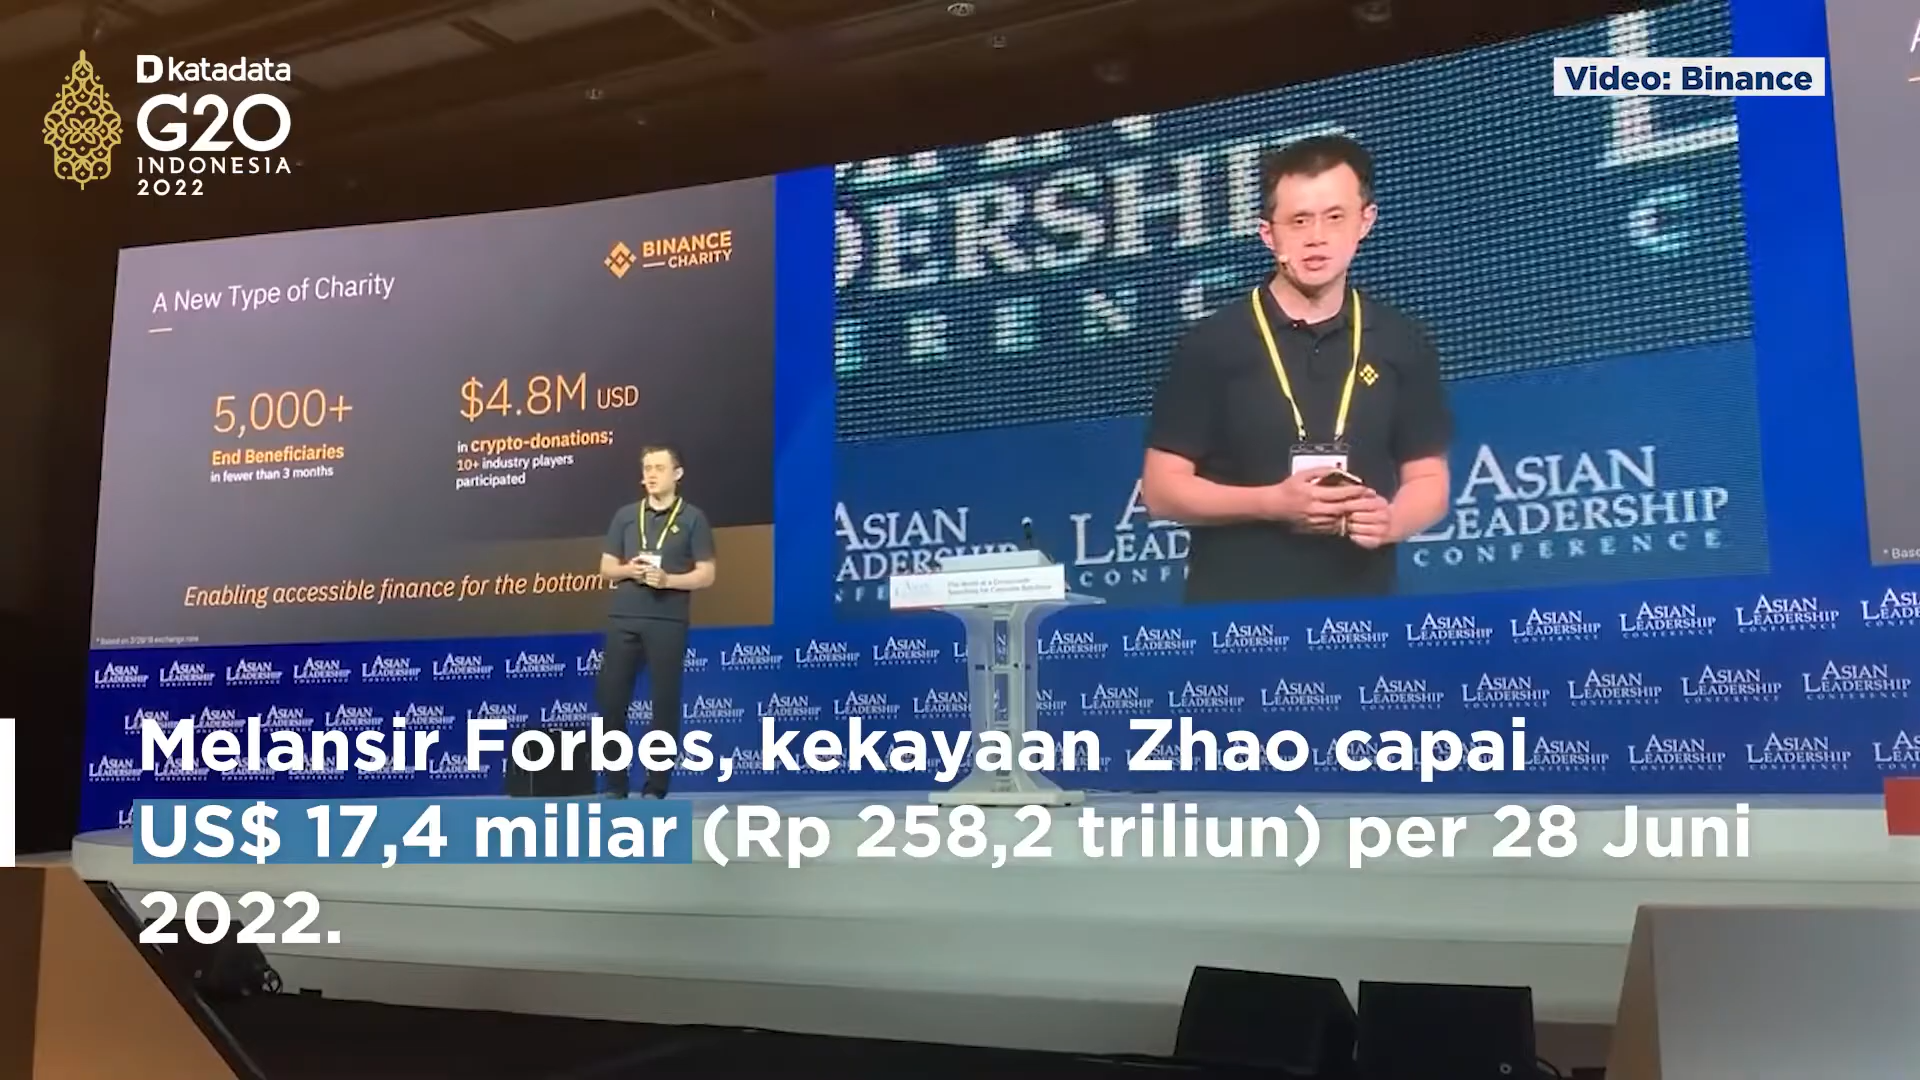 katadata
G20
INDONESIA
2022
Video: Binance
BINANCE
CHARITY
A New Type of Charity
5,000+
End Beneficiaries
in fewer than 3 months
$4.8M USD
in crypto-donations;
10+ industry players
participated
Enabling accessible finance for the bottom
ASIAN
LEADERSHIP
CONFERENCE
Melansir Forbes, kekayaan Zhao capai
US$ 17,4 miliar (Rp 258,2 triliun) per 28 Juni
2022.